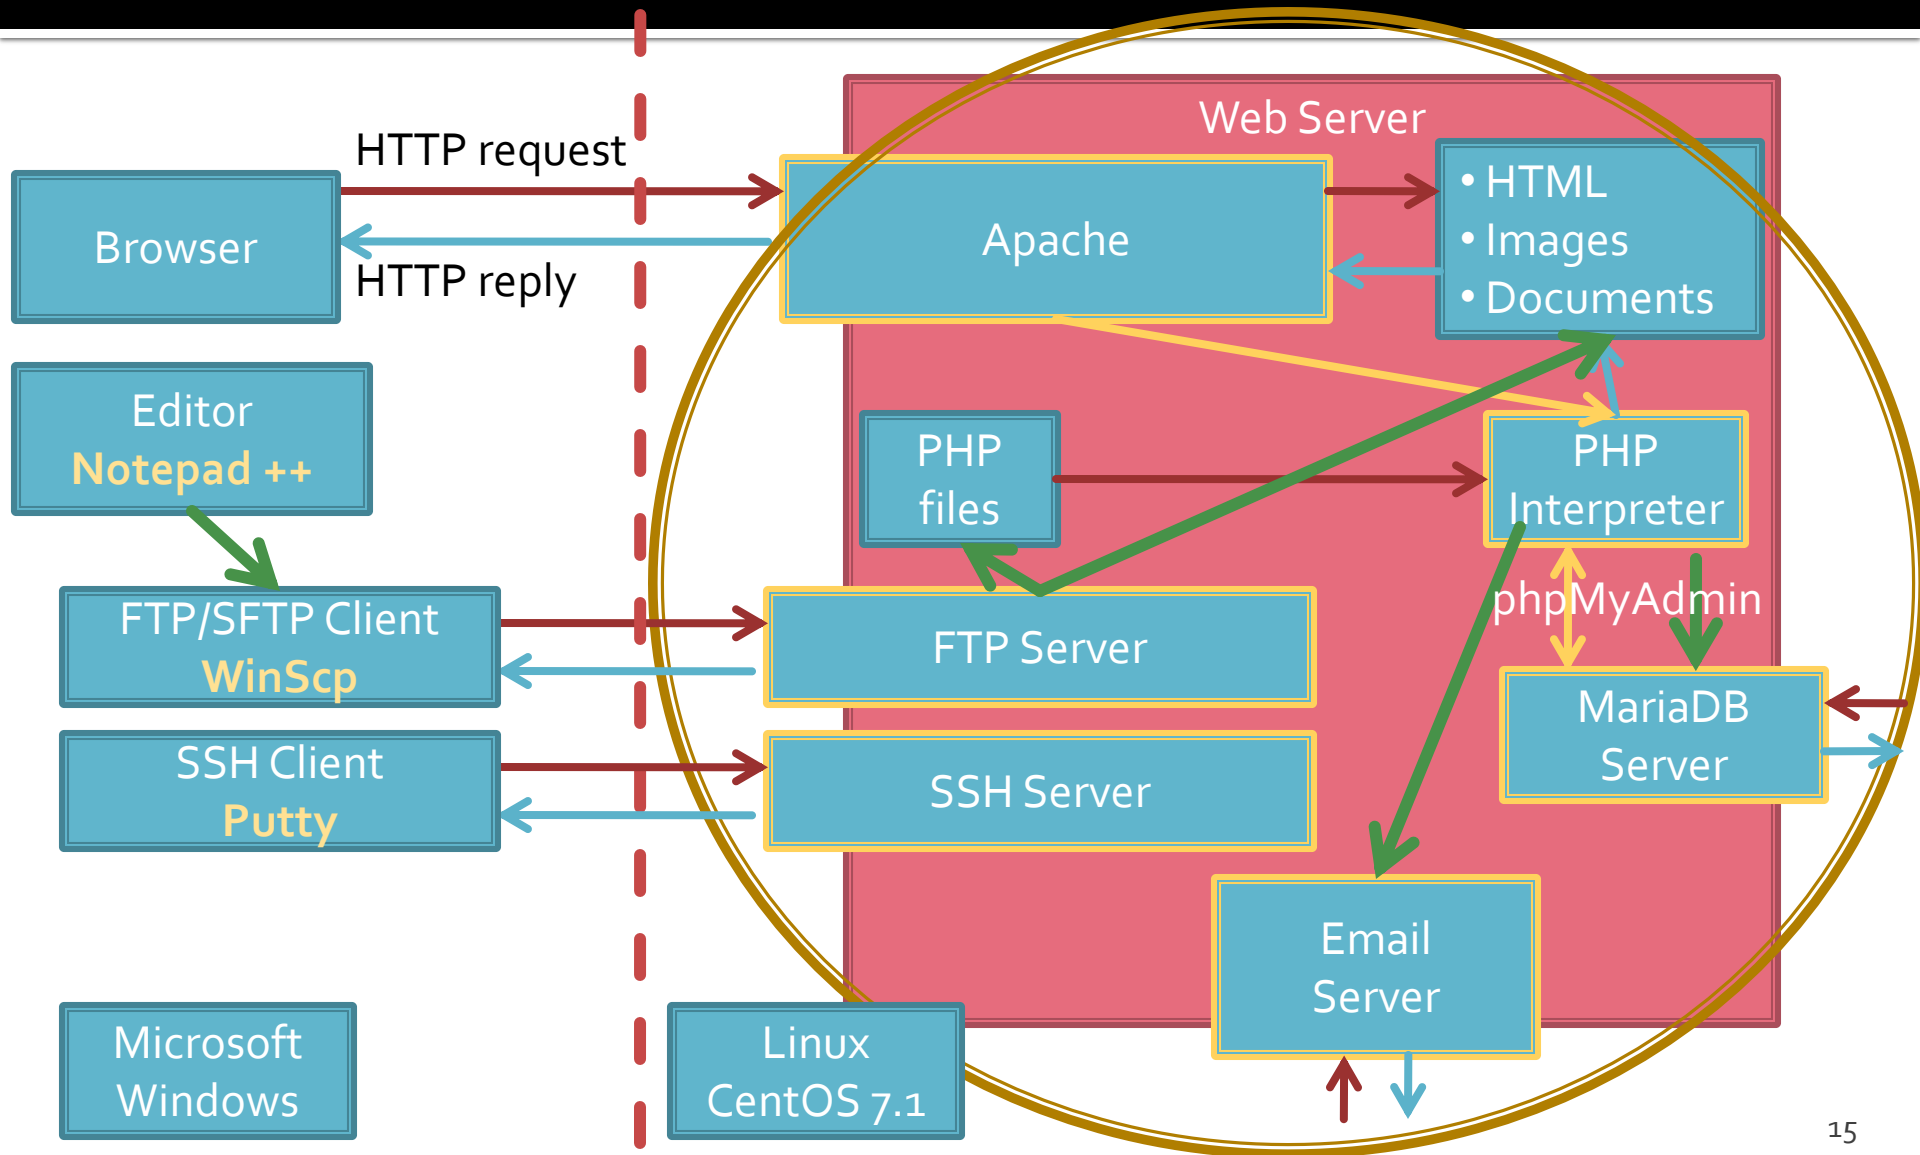 Web Server
HTTP request
Browser
HTTP reply
Apache
• HTML
• Images
• Documents
Editor
Notepad ++
PHP
files
PHP
Interpreter
phpMyAdmin
FTP/SFTP Client
WinScp
FTP Server
MariaDB
Server
SSH Client
Putty
SSH Server
Email
Server
Microsoft
Windows
Linux
CentOS 7.1
15